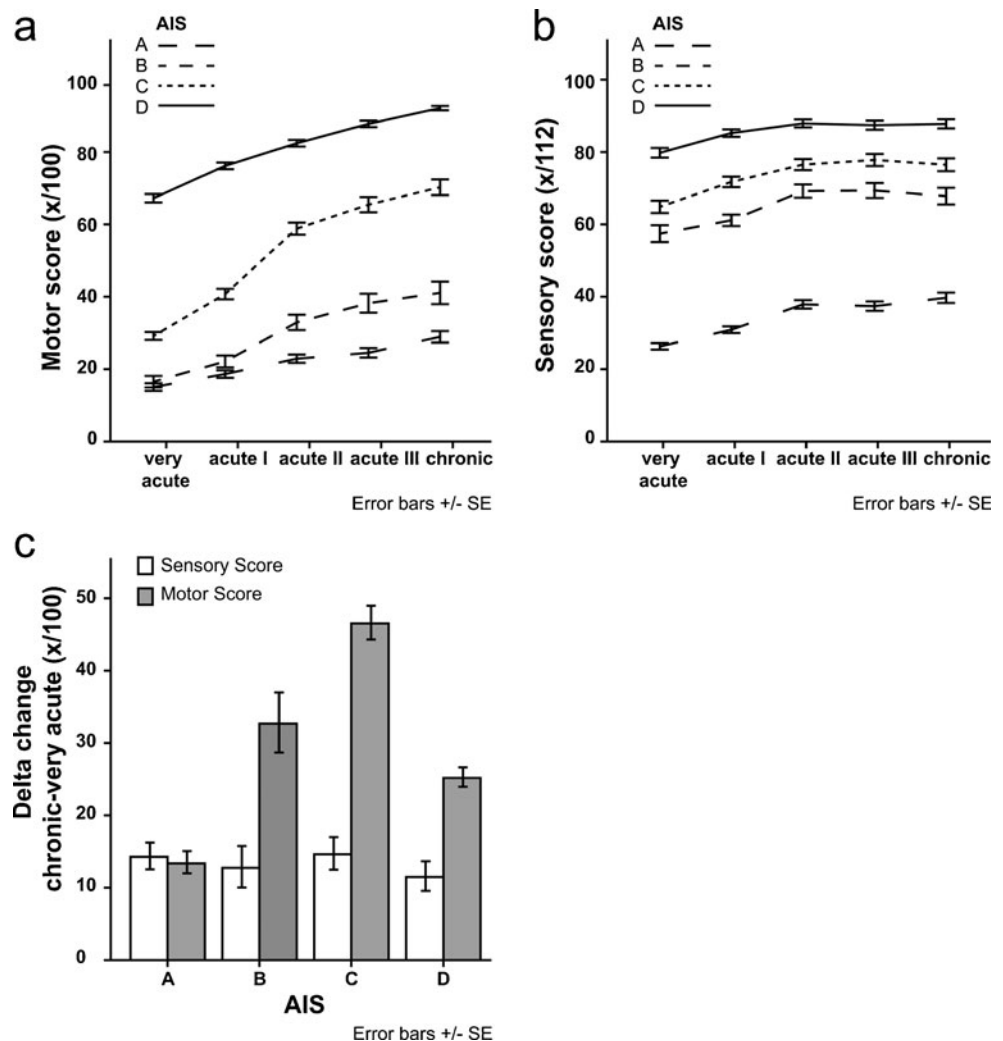 a
AIS
A
B
C
D
Motor score (x/100)
100
80
60
40
20
0
very acute
acute I
acute II
acute III
chronic
Error bars +/- SE
b
AIS
A
B
C
D
Sensory score (x/112)
100
80
60
40
20
0
very acute
acute I
acute II
acute III
chronic
Error bars +/- SE
c
Sensory Score
Motor Score
Delta change
chronic-very acute (x/100)
50
40
30
20
10
0
A
B
C
D
AIS
Error bars +/- SE